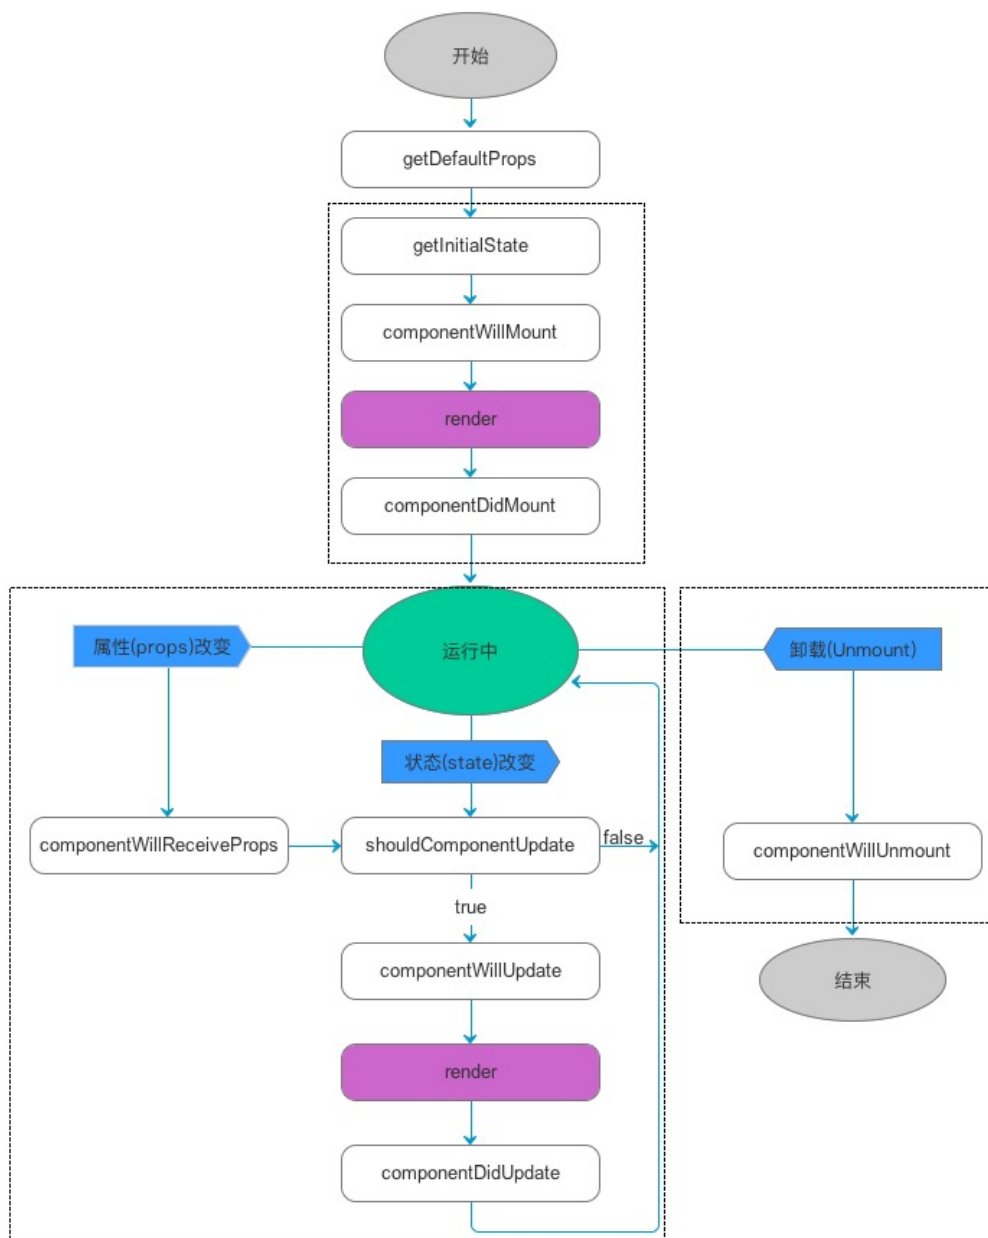 开始
getDefaultProps
getInitialState
componentWillMount
render
componentDidMount
运行中
属性(props)改变
卸载(Unmount)
状态(state)改变
componentWillReceiveProps
shouldComponentUpdate
false
componentWillUnmount
true
componentWillUpdate
结束
render
componentDidUpdate